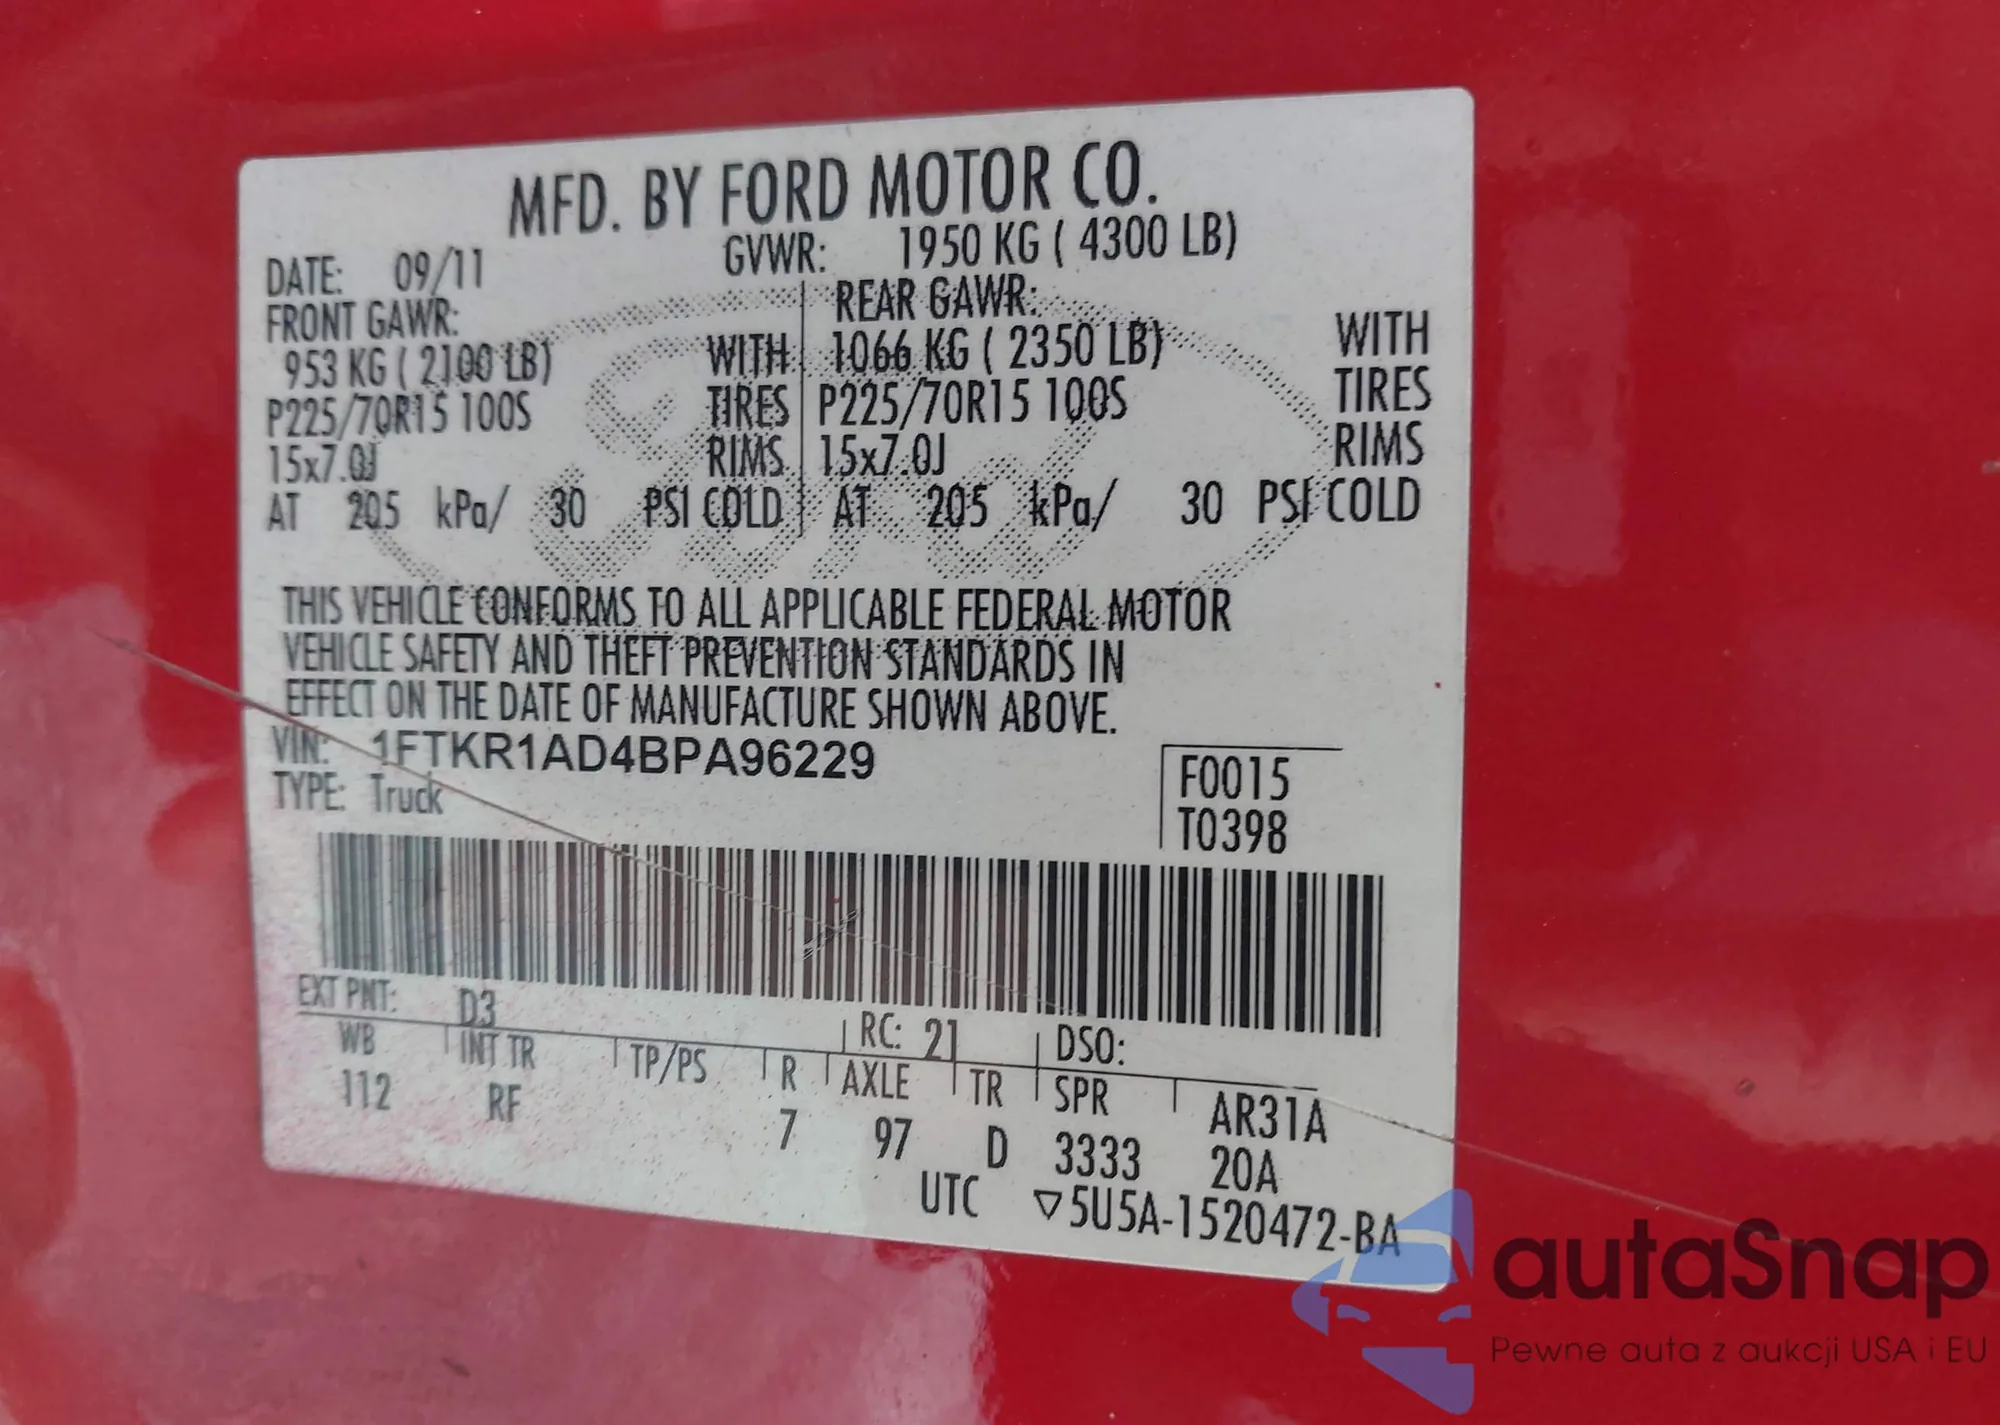 MFD. BY FORD MOTOR CO.
DATE: 09/11 GVWR: 1950 KG ( 4300 LB)
FRONT GAWR: REAR GAWR:
953 KG ( 2100 LB) WITH 1066 KG ( 2350 LB) WITH
P225/70R15 100S TIRES P225/70R15 100S TIRES
15x7.0J RIMS 15x7.0J RIMS
AT 205 kPa/ 30 PSI COLD AT 205 kPa/ 30 PSI COLD
THIS VEHICLE CONFORMS TO ALL APPLICABLE FEDERAL MOTOR
VEHICLE SAFETY AND THEFT PREVENTION STANDARDS IN
EFFECT ON THE DATE OF MANUFACTURE SHOWN ABOVE.
VIN: 1FTKR1AD4BPA96229 F0015
TYPE: Truck T0398
EXT PNT: D3 RC: 21 DSO:
WB INT TR TP/PS R AXLE TR SPR AR31A
112 RF 7 97 D 3333 20A
UTC ▽5U5A-1520472-BA
autaSnap
Pewne auta z aukcji USA i EU